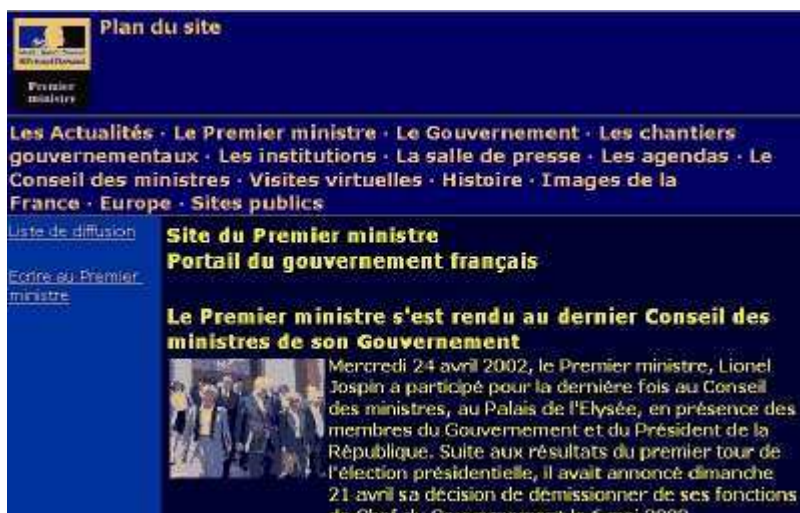 Plan du site
Premier
ministre
Les Actualités · Le Premier ministre · Le Gouvernement · Les chantiers
gouvernementaux · Les institutions · La salle de presse · Les agendas · Le
Conseil des ministres · Visites virtuelles · Histoire · Images de la
France · Europe · Sites publics
Liste de diffusion
Ecrire au Premier
ministre
Site du Premier ministre
Portail du gouvernement français
Le Premier ministre s'est rendu au dernier Conseil des
ministres de son Gouvernement
Mercredi 24 avril 2002, le Premier ministre, Lionel
Jospin a participé pour la dernière fois au Conseil
des ministres, au Palais de l'Elysée, en présence des
membres du Gouvernement et du Président de la
République. Suite aux résultats du premier tour de
l'élection présidentielle, il avait annoncé dimanche
21 avril sa décision de démissionner de ses fonctions